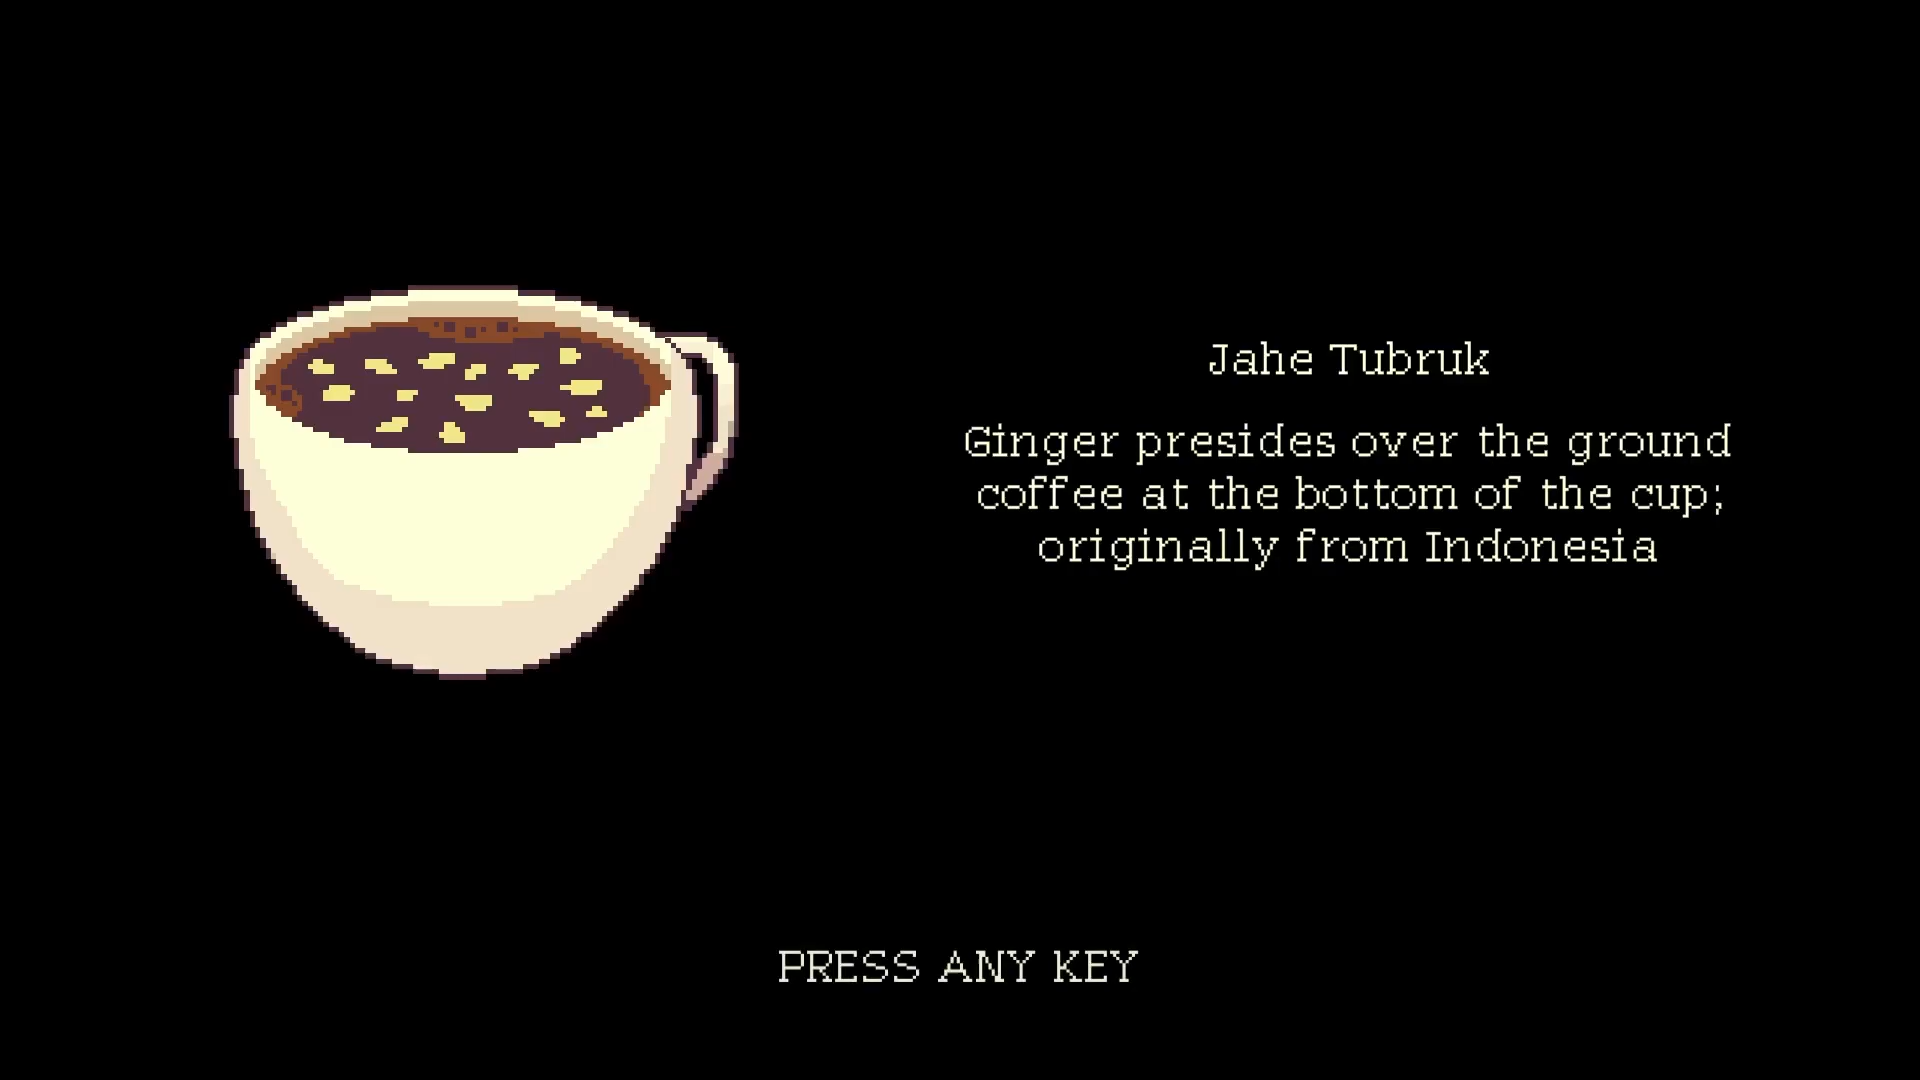 Jahe Tubruk
Ginger presides over the ground
coffee at the bottom of the cup;
originally from Indonesia
PRESS ANY KEY